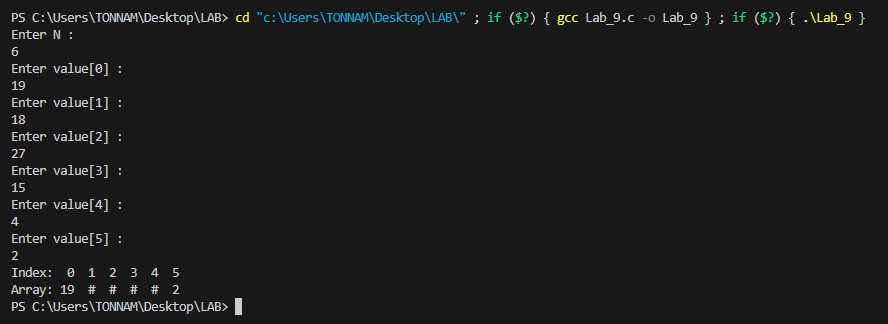 PS C:\Users\TONNAM\Desktop\LAB> cd "c:\Users\TONNAM\Desktop\LAB\" ; if ($?) { gcc Lab_9.c -o Lab_9 } ; if ($?) { .\Lab_9 }
Enter N :
6
Enter value[0] :
19
Enter value[1] :
18
Enter value[2] :
27
Enter value[3] :
15
Enter value[4] :
4
Enter value[5] :
2
Index:  0  1  2  3  4  5
Array: 19  #  #  #  #  2
PS C:\Users\TONNAM\Desktop\LAB>